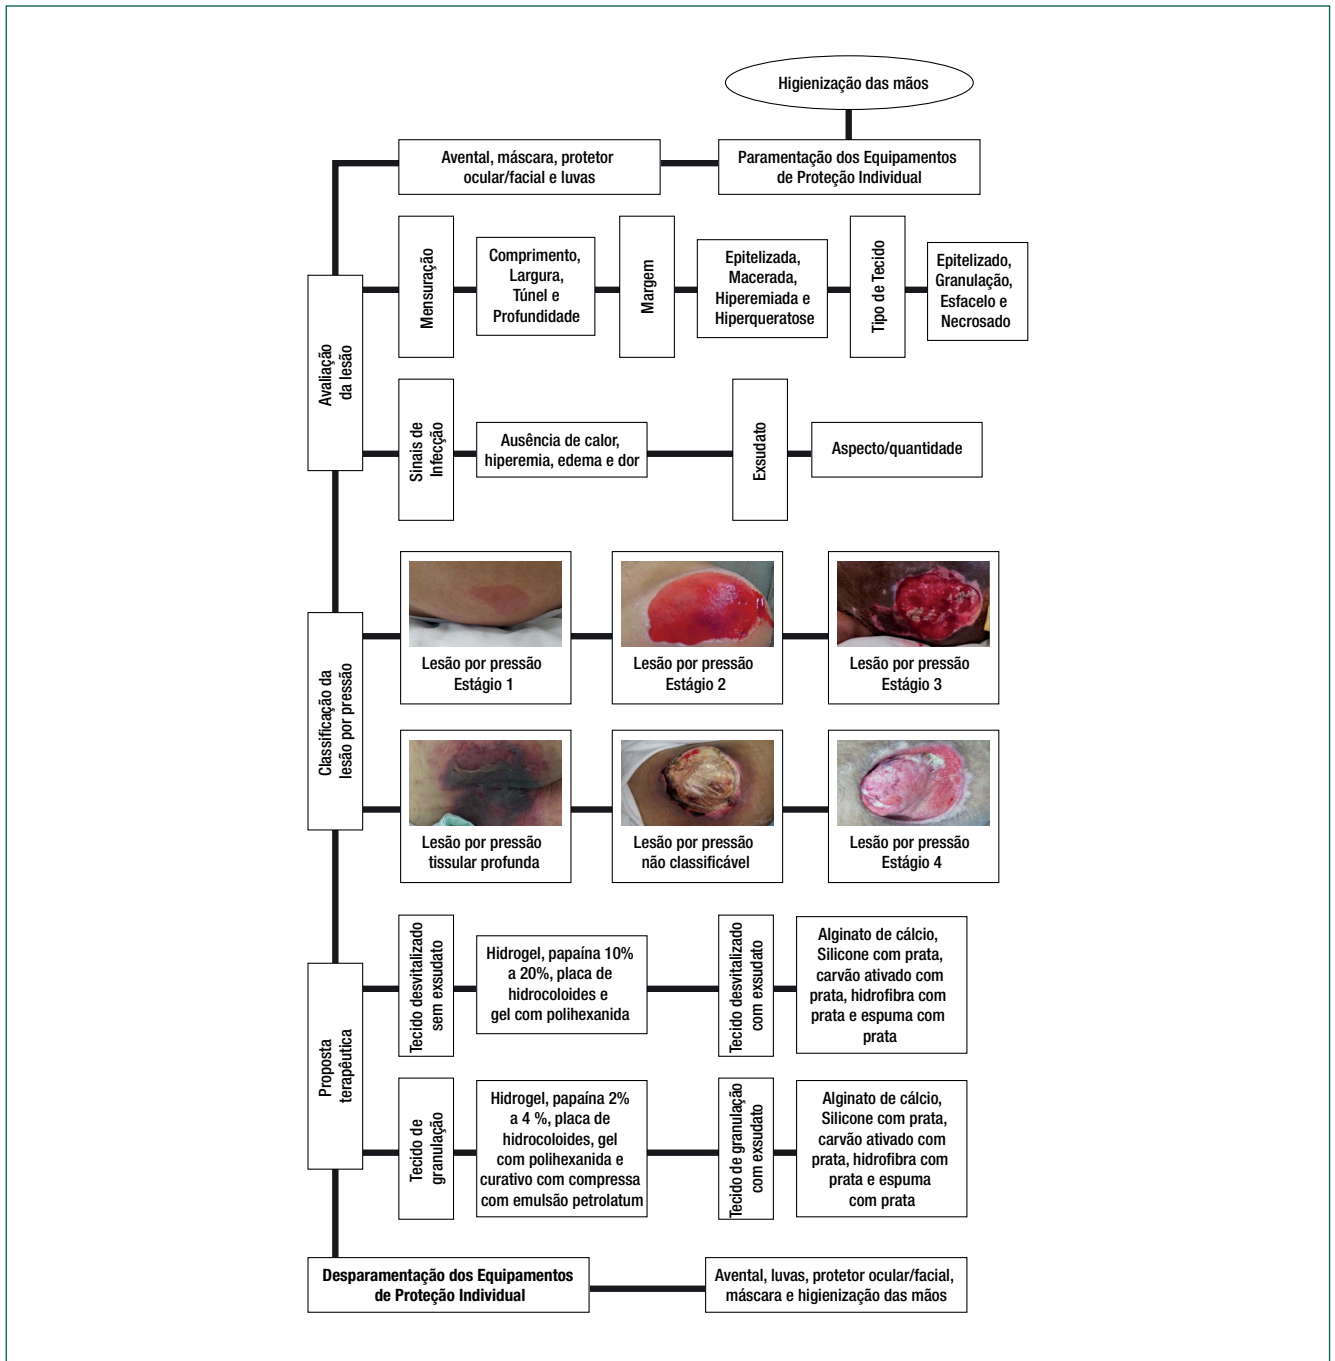 Higienização das mãos
Avental, máscara, protetor
ocular/facial e luvas
Paramentação dos Equipamentos
de Proteção Individual
Avaliação
da lesão
Mensuração
Comprimento,
Largura,
Túnel e
Profundidade
Margem
Epitelizada,
Macerada,
Hiperemiada e
Hiperqueratose
Tipo de Tecido
Epitelizado,
Granulação,
Esfacelo e
Necrosado
Sinais de
Infecção
Ausência de calor,
hiperemia, edema e dor
Exsudato
Aspecto/quantidade
Classificação da
lesão por pressão
Lesão por pressão
Estágio 1
Lesão por pressão
Estágio 2
Lesão por pressão
Estágio 3
Lesão por pressão
tissular profunda
Lesão por pressão
não classificável
Lesão por pressão
Estágio 4
Proposta
terapêutica
Tecido desvitalizado
sem exsudato
Hidrogel, papaína 10%
a 20%, placa de
hidrocoloides e
gel com polihexanida
Tecido desvitalizado
com exsudato
Alginato de cálcio,
Silicone com prata,
carvão ativado com
prata, hidrofibra com
prata e espuma com
prata
Tecido de
granulação
Hidrogel, papaína 2%
a 4 %, placa de
hidrocoloides, gel
com polihexanida e
curativo com compressa
com emulsão petrolatum
Tecido de granulação
com exsudato
Alginato de cálcio,
Silicone com prata,
carvão ativado com
prata, hidrofibra com
prata e espuma
com prata
Desparamentação dos Equipamentos
de Proteção Individual
Avental, luvas, protetor ocular/facial,
máscara e higienização das mãos